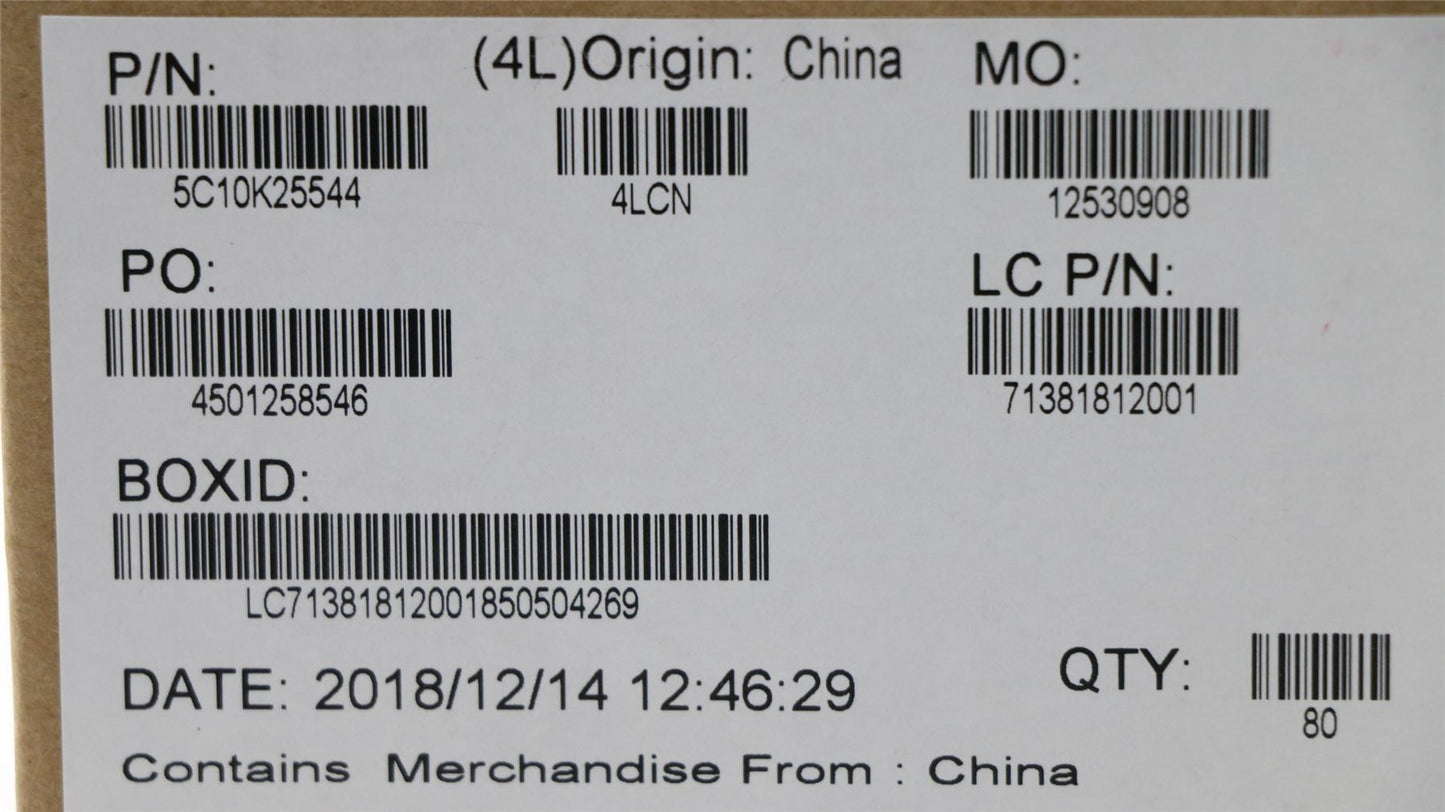 P/N:
(4L)Origin: China
MO:
5C10K25544
4LCN
12530908
PO:
LC P/N:
4501258546
71381812001
BOXID:
LC71381812001850504269
DATE: 2018/12/14 12:46:29
QTY:
80
Contains Merchandise From : China